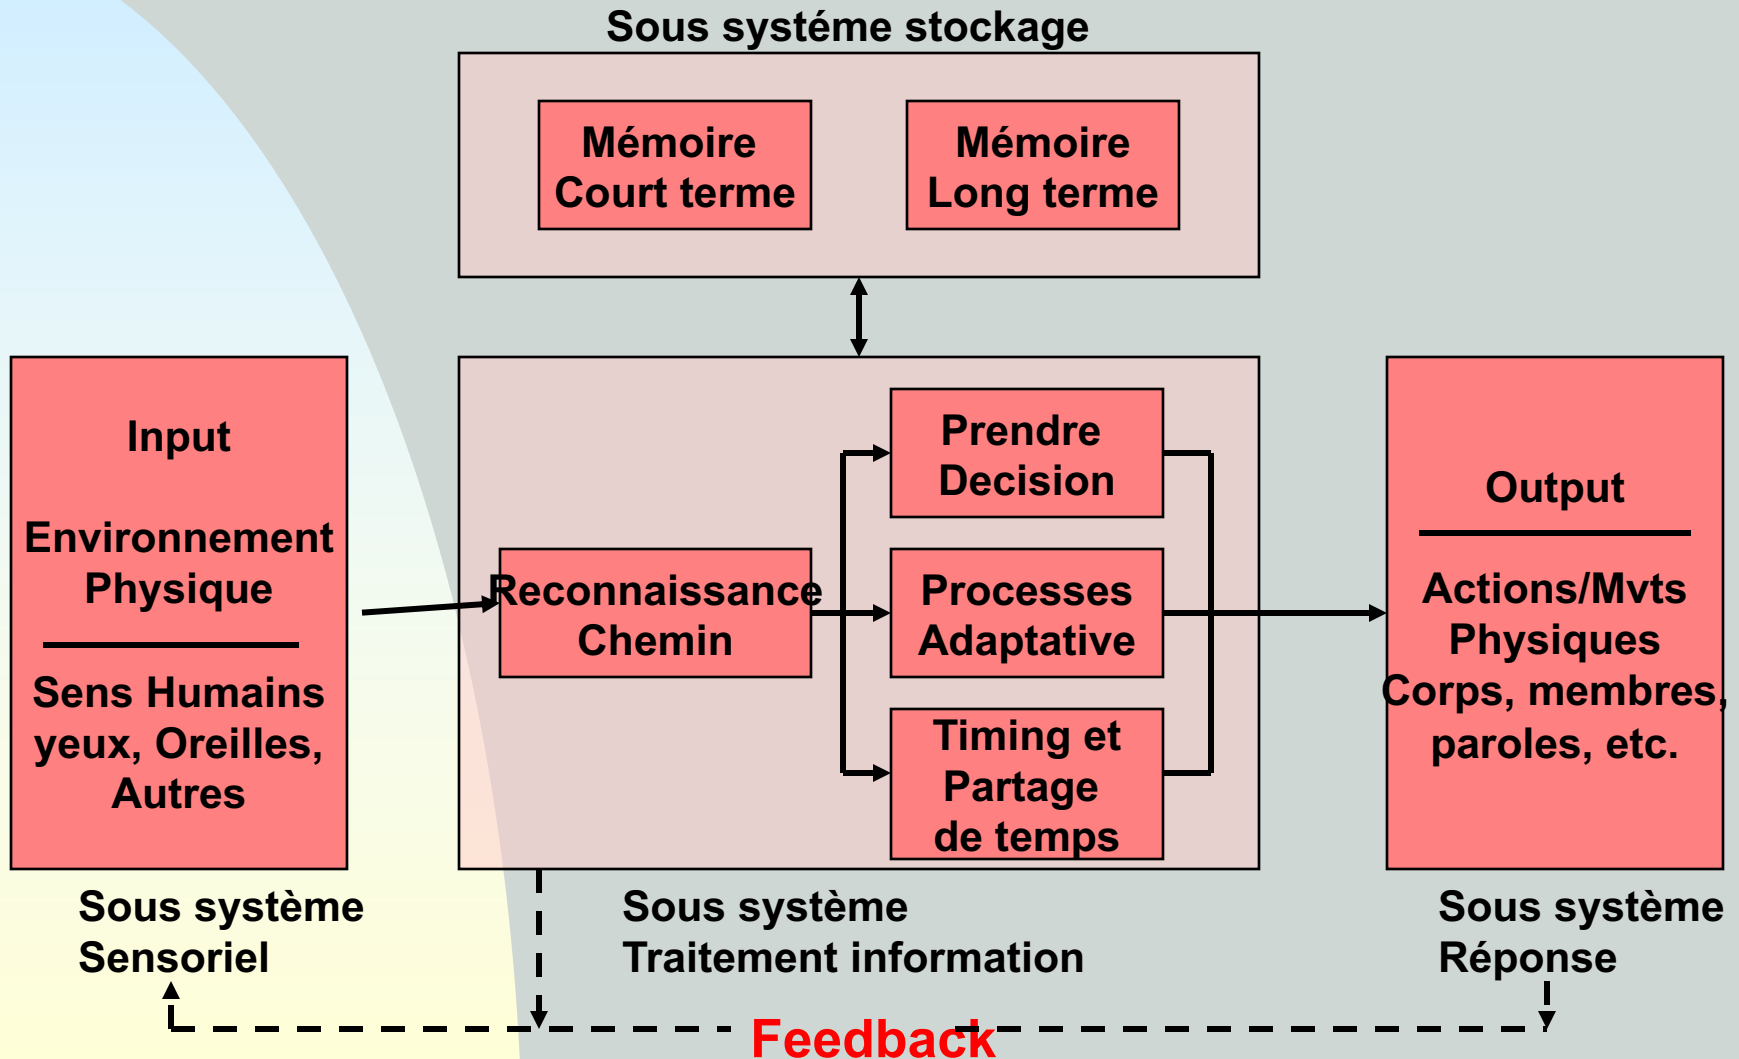 Sous systéme stockage
Mémoire
Court terme
Mémoire
Long terme
Input
Environnement
Physique
Sens Humains
yeux, Oreilles,
Autres
Reconnaissance
Chemin
Prendre
Decision
Processes
Adaptative
Timing et
Partage
de temps
Output
Actions/Mvts
Physiques
Corps, membres,
paroles, etc.
Sous système
Sensoriel
Sous système
Traitement information
Sous système
Réponse
Feedback